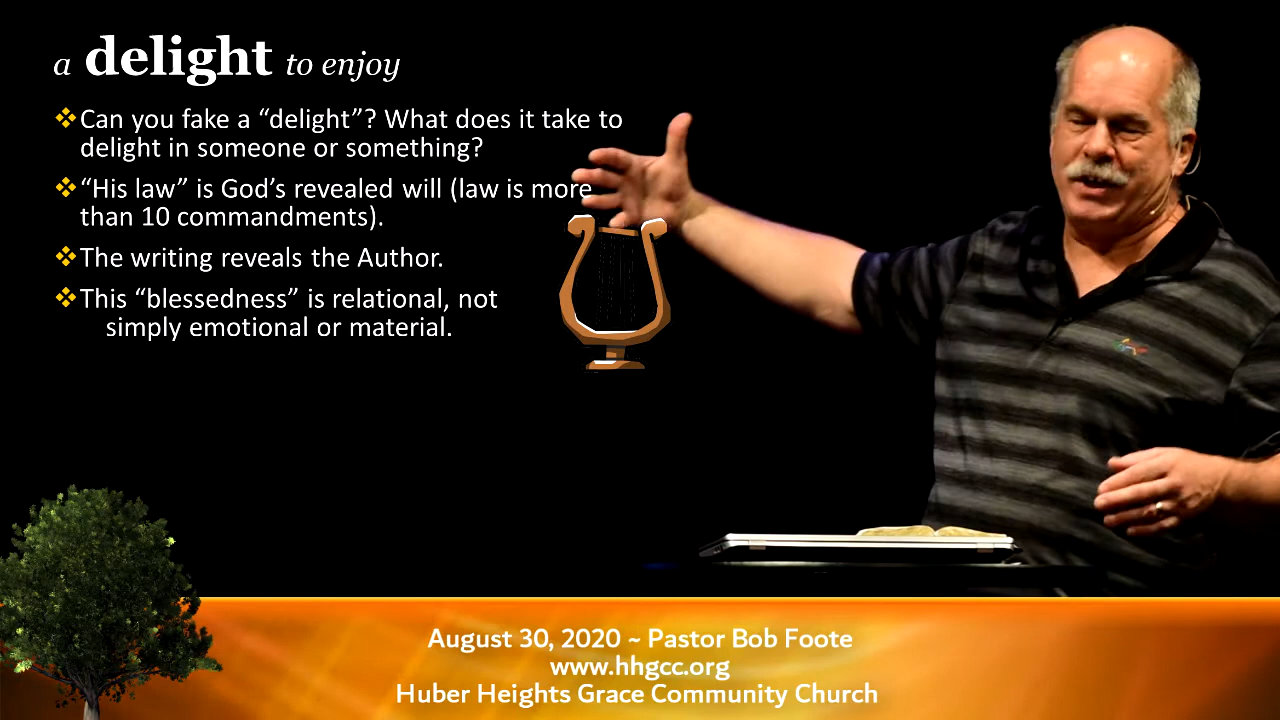 a delight to enjoy
❖Can you fake a “delight”? What does it take to
delight in someone or something?
❖“His law” is God’s revealed will (law is more
than 10 commandments).
❖The writing reveals the Author.
❖This “blessedness” is relational, not
simply emotional or material.
August 30, 2020 ~ Pastor Bob Foote
www.hhgcc.org
Huber Heights Grace Community Church